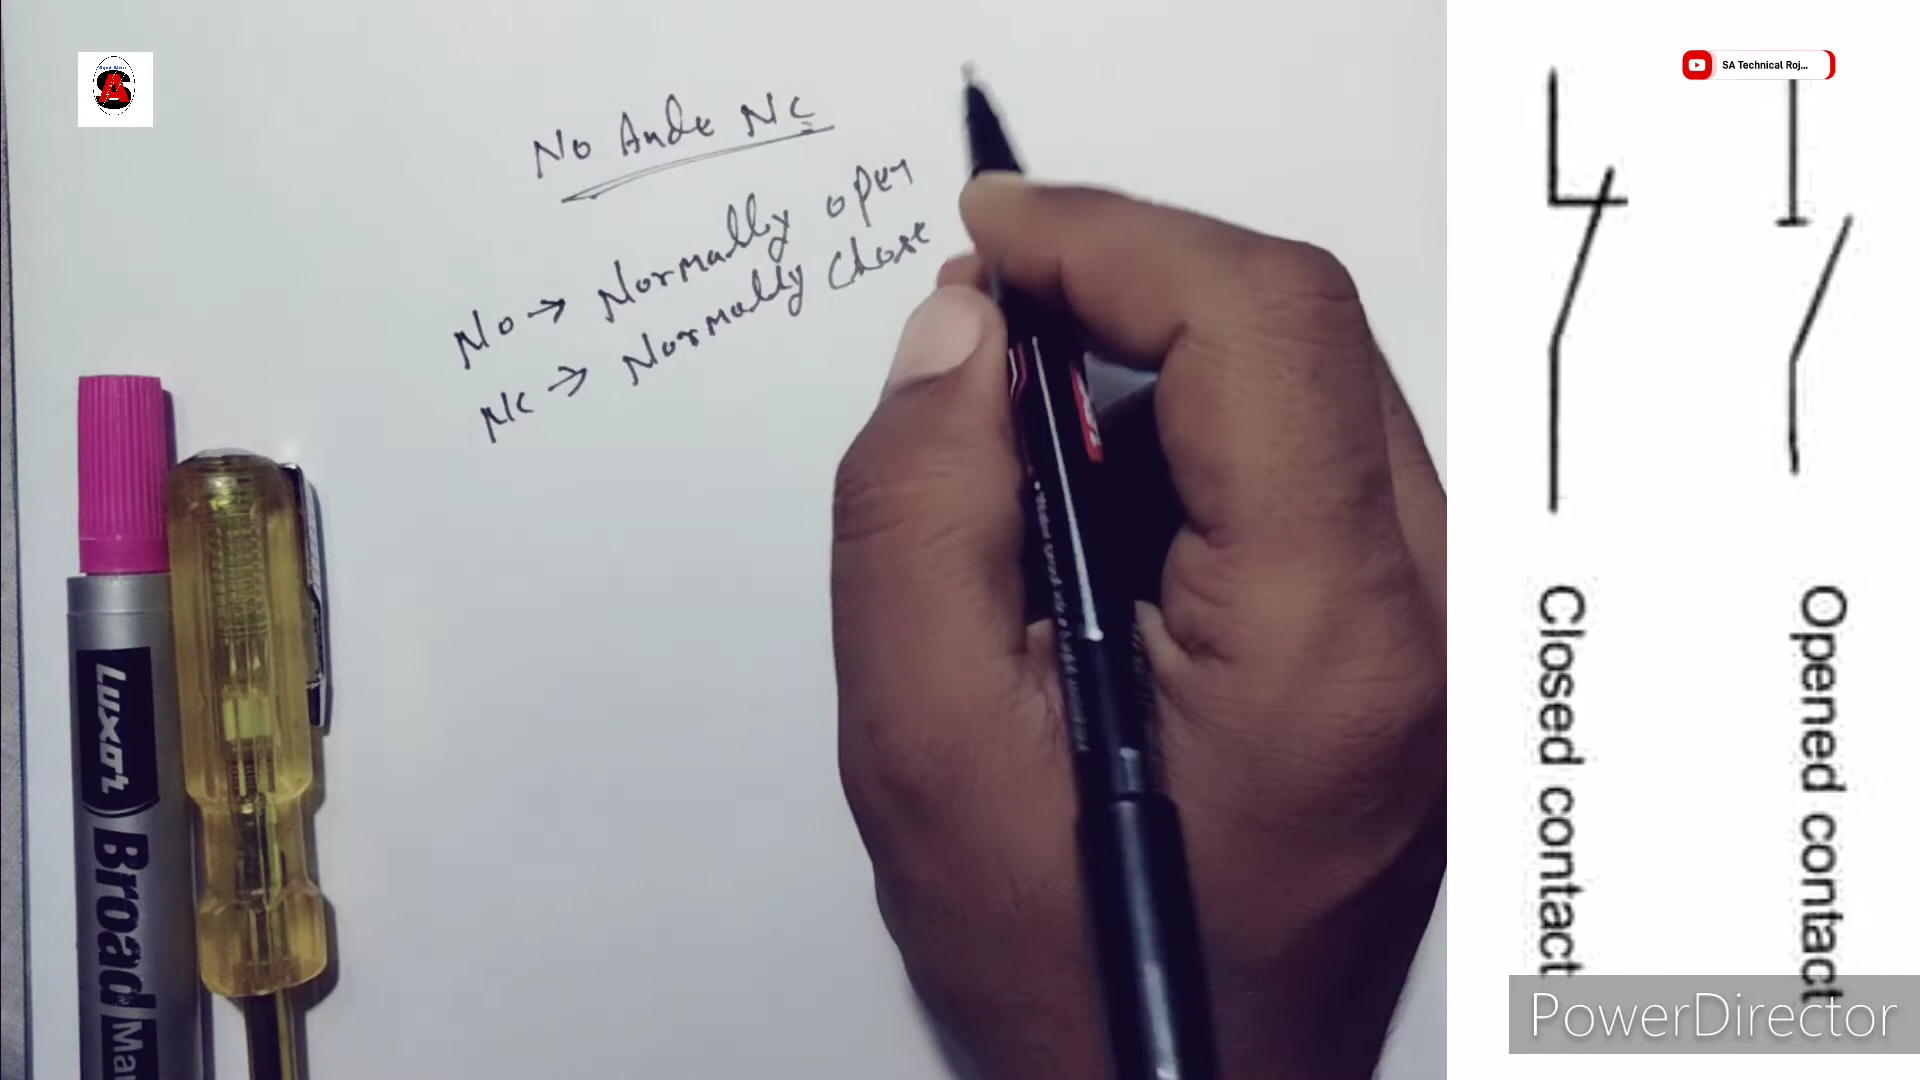 No Ande NC
No → Normally open
NC → Normally Close
LUXOR
Broad Mar
SA Technical Roj...
Closed contact
Opened contact
PowerDirector